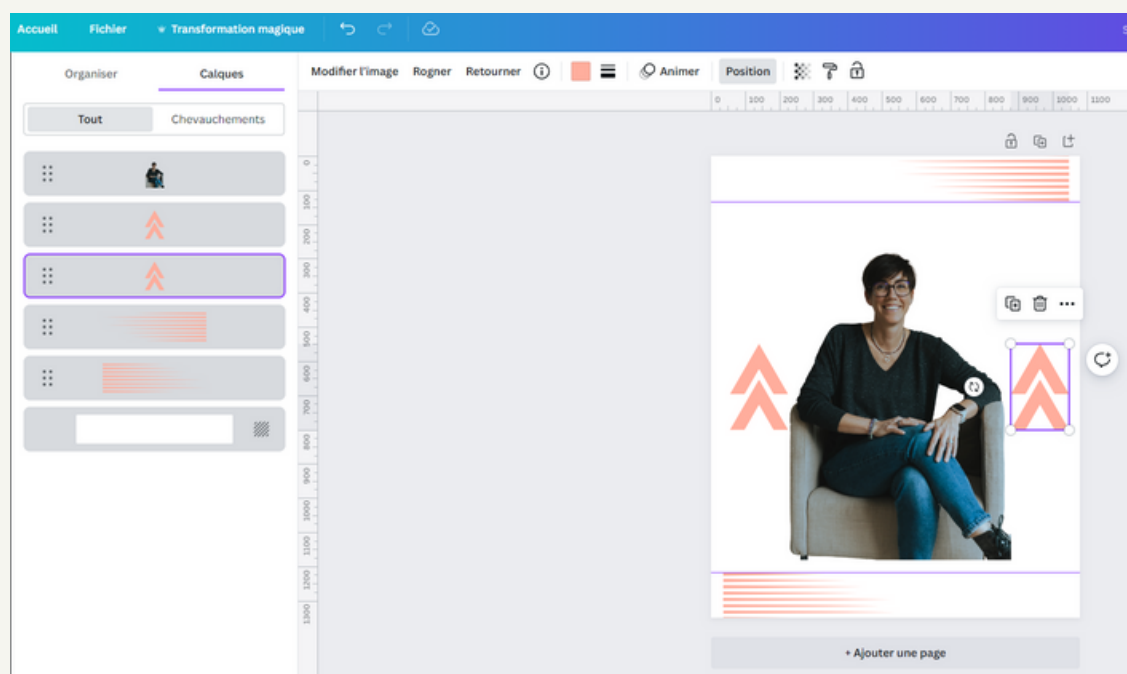 Accueil Fichier Transformation magique S
Organiser Calques Modifier l'image Rogner Retourner Animer Position
Tout Chevauchements
0 100 200 300 400 500 600 700 800 900 1000 1100
0
100
200
300
400
500
600
700
800
900
1000
1100
1200
1300
+ Ajouter une page